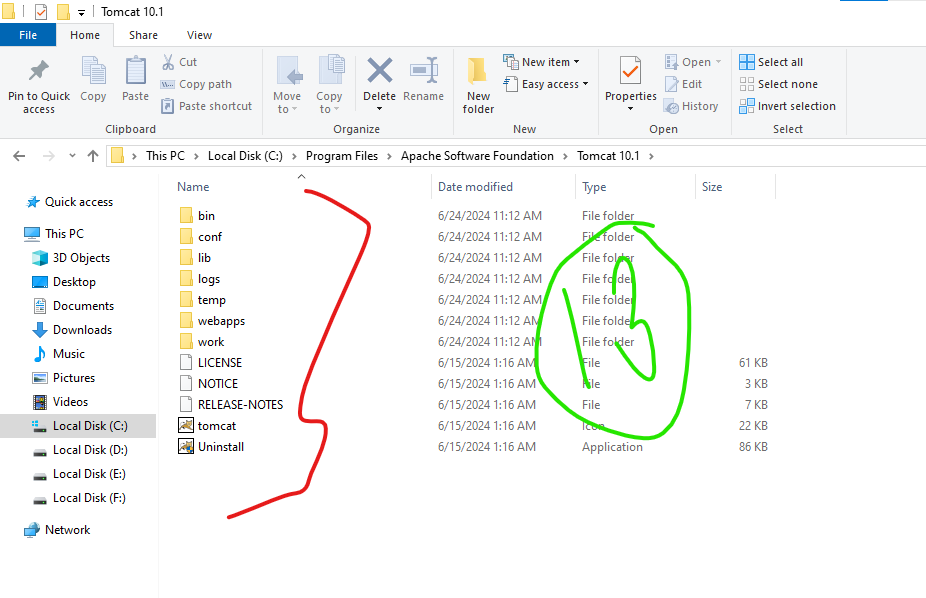 Tomcat 10.1
File Home Share View
Pin to Quick access
Copy
Paste
Cut
Copy path
Paste shortcut
Clipboard
Move to
Copy to
Delete
Rename
Organize
New folder
New item
Easy access
New
Properties
Open
Edit
History
Open
Select all
Select none
Invert selection
Select
This PC > Local Disk (C:) > Program Files > Apache Software Foundation > Tomcat 10.1 >
Quick access
This PC
3D Objects
Desktop
Documents
Downloads
Music
Pictures
Videos
Local Disk (C:)
Local Disk (D:)
Local Disk (E:)
Local Disk (F:)
Network
Name Date modified Type Size
bin 6/24/2024 11:12 AM File folder
conf 6/24/2024 11:12 AM File folder
lib 6/24/2024 11:12 AM File folder
logs 6/24/2024 11:12 AM File folder
temp 6/24/2024 11:12 AM File folder
webapps 6/24/2024 11:12 AM File folder
work 6/24/2024 11:12 AM File folder
LICENSE 6/15/2024 1:16 AM File 61 KB
NOTICE 6/15/2024 1:16 AM File 3 KB
RELEASE-NOTES 6/15/2024 1:16 AM File 7 KB
tomcat 6/15/2024 1:16 AM Icon 22 KB
Uninstall 6/15/2024 1:16 AM Application 86 KB
13